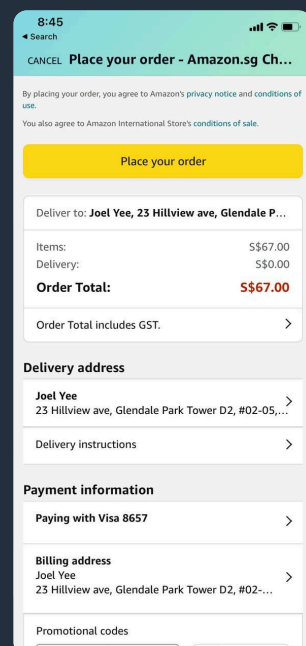 8:45
◀ Search
CANCEL Place your order - Amazon.sg Ch...
By placing your order, you agree to Amazon's privacy notice and conditions of
use.
You also agree to Amazon International Store's conditions of sale.
Place your order
Deliver to: Joel Yee, 23 Hillview ave, Glendale P...
Items: S$67.00
Delivery: S$0.00
Order Total: S$67.00
Order Total includes GST.
Delivery address
Joel Yee
23 Hillview ave, Glendale Park Tower D2, #02-05,...
Delivery instructions
Payment information
Paying with Visa 8657
Billing address
Joel Yee
23 Hillview ave, Glendale Park Tower D2, #02-...
Promotional codes